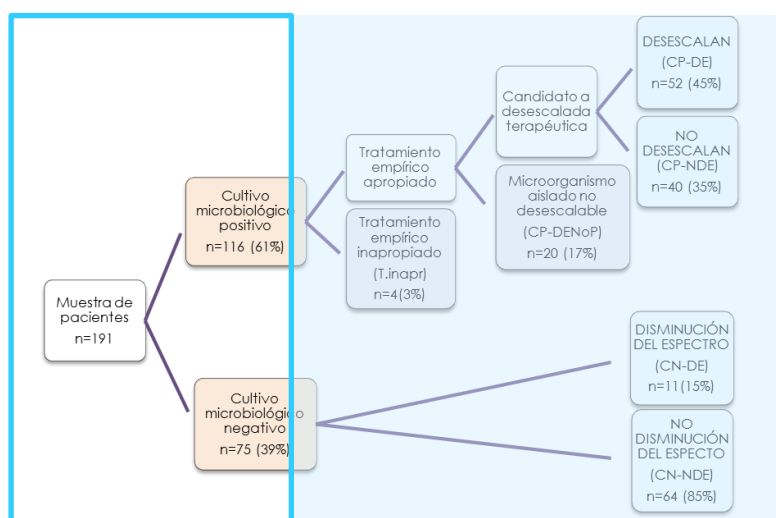 Muestra de
pacientes
n=191
Cultivo
microbiológico
positivo
n=116 (61%)
Cultivo
microbiológico
negativo
n=75 (39%)
Tratamiento
empírico
apropiado
Tratamiento
empírico
inapropiado
(T.inapr)
n=4(3%)
Candidato a
desescalada
terapéutica
Microorganismo
aislado no
desescalable
(CP-DENoP)
n=20 (17%)
DESESCALAN
(CP-DE)
n=52 (45%)
NO
DESESCALAN
(CP-NDE)
n=40 (35%)
DISMINUCIÓN
DEL ESPECTRO
(CN-DE)
n=11(15%)
NO
DISMINUCIÓN
DEL ESPECTO
(CN-NDE)
n=64 (85%)